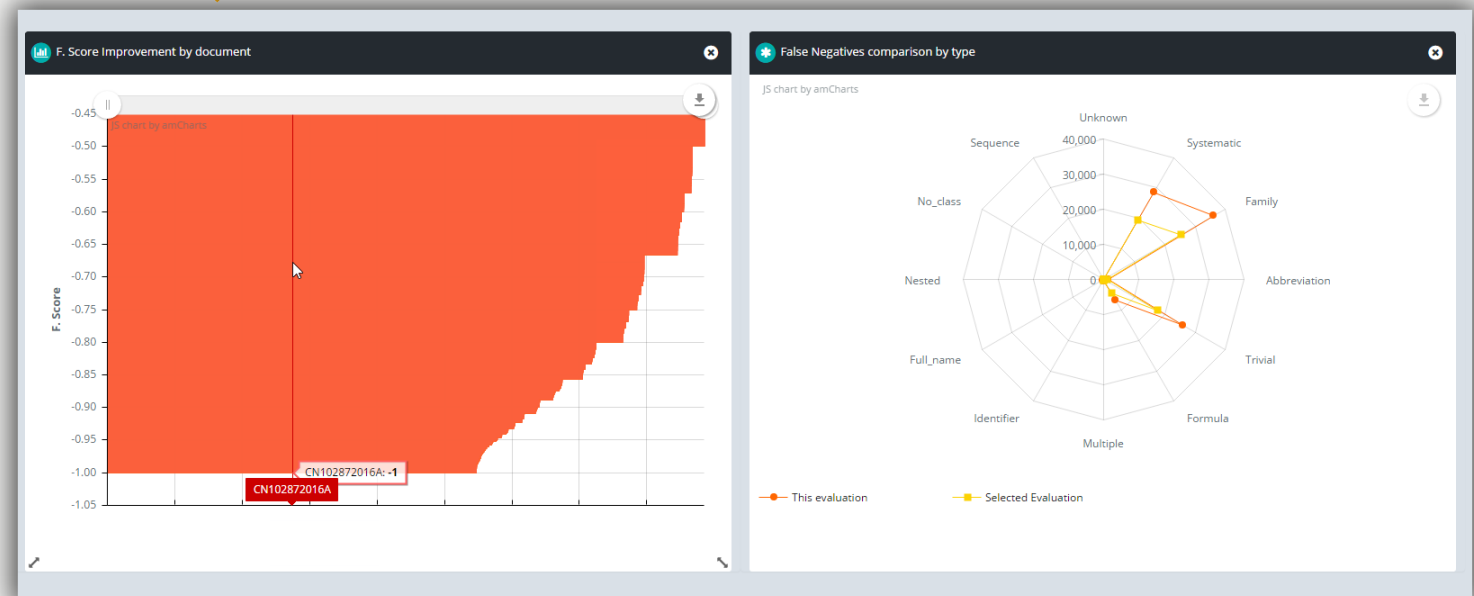 F. Score Improvement by document
JS chart by amCharts
-0.45
-0.50
-0.55
-0.60
-0.65
-0.70
-0.75
-0.80
-0.85
-0.90
-0.95
-1.00
-1.05
F. Score
CN102872016A: -1
CN102872016A
False Negatives comparison by type
JS chart by amCharts
Unknown
Systematic
Family
Abbreviation
Trivial
Formula
Multiple
Identifier
Full_name
Nested
No_class
Sequence
40,000
30,000
20,000
10,000
0
This evaluation
Selected Evaluation